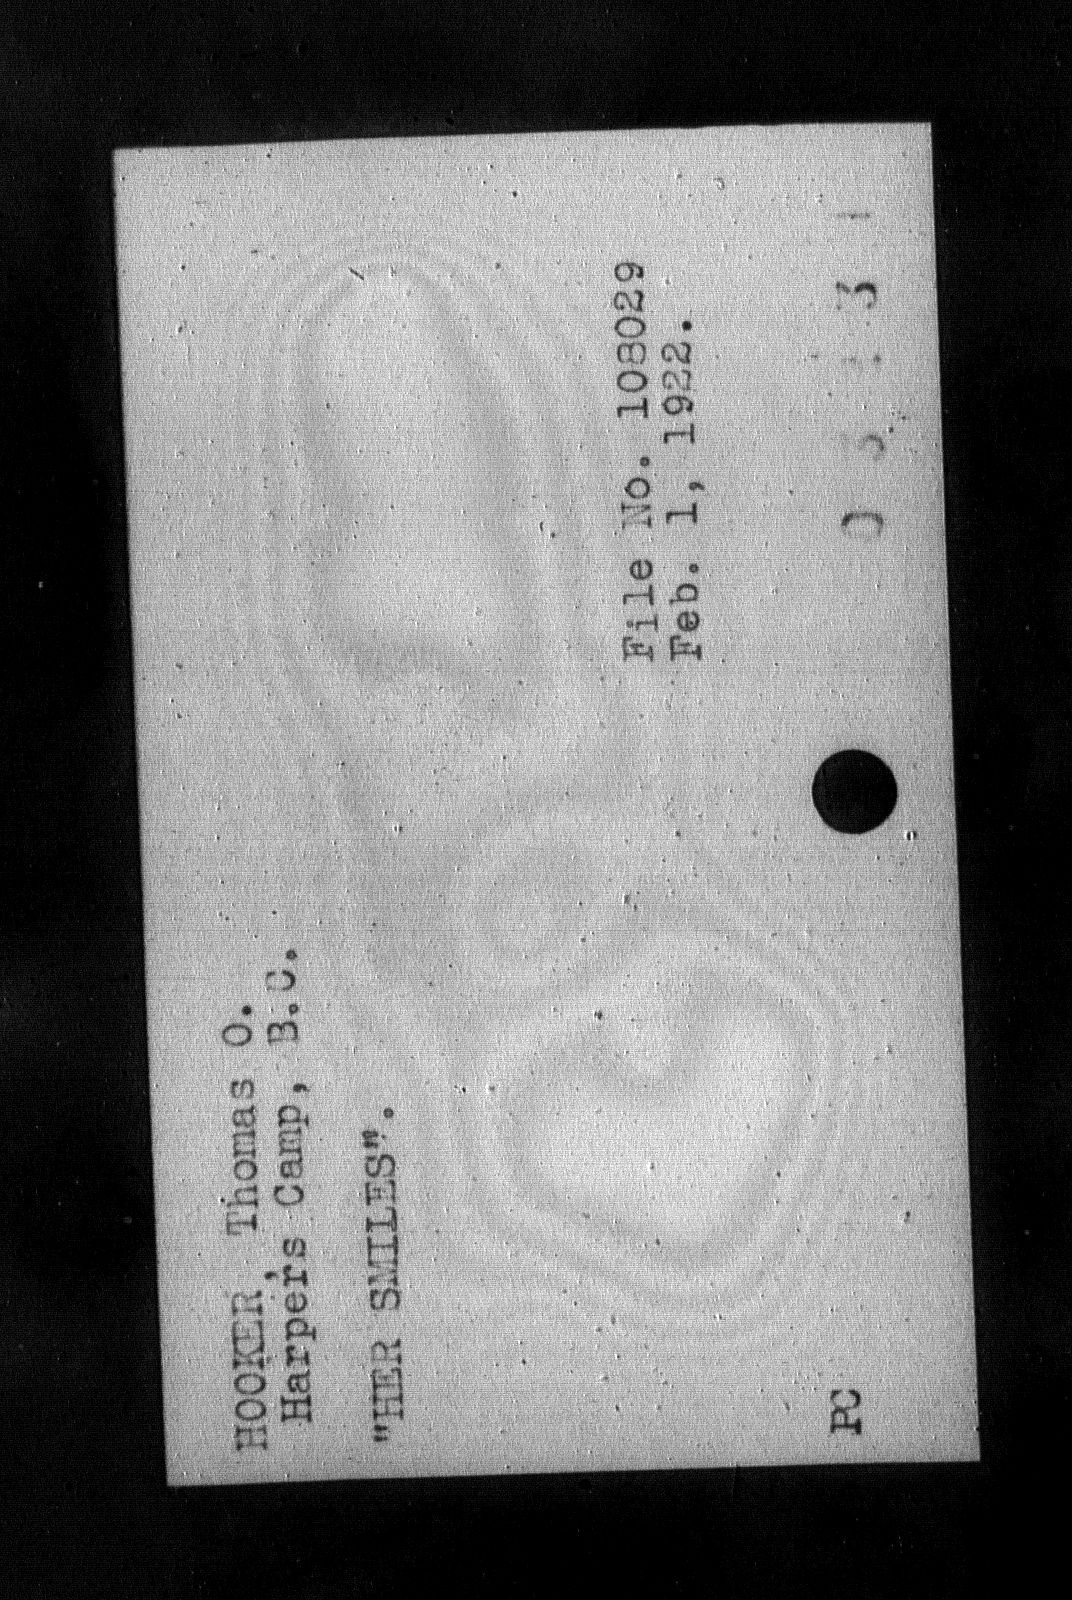 HOOKER, Thomas O.
Harper's Camp, B.C.
"HER SMILES".
File No. 108029
Feb. 1, 1922.
PC